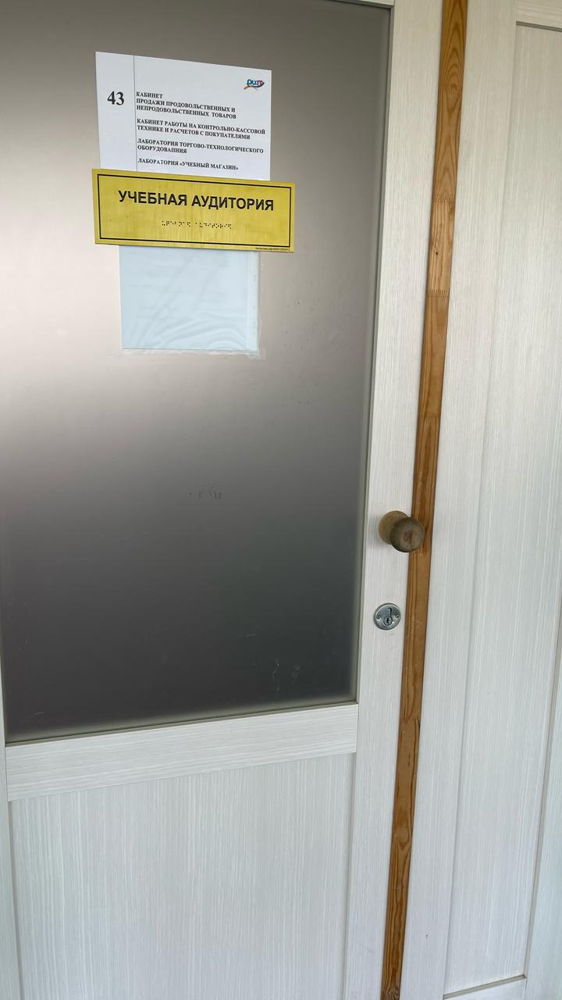 43
КАБИНЕТ
ПРОДАЖИ ПРОДОВОЛЬСТВЕННЫХ И
НЕПРОДОВОЛЬСТВЕННЫХ ТОВАРОВ
КАБИНЕТ РАБОТЫ НА КОНТРОЛЬНО-КАССОВОЙ
ТЕХНИКЕ И РАСЧЕТОВ С ПОКУПАТЕЛЯМИ
ЛАБОРАТОРИЯ ТОРГОВО-ТЕХНОЛОГИЧЕСКОГО
ОБОРУДОВАПНИЯ
ЛАБОРАТОРИЯ «УЧЕБНЫЙ МАГАЗИН»
УЧЕБНАЯ АУДИТОРИЯ